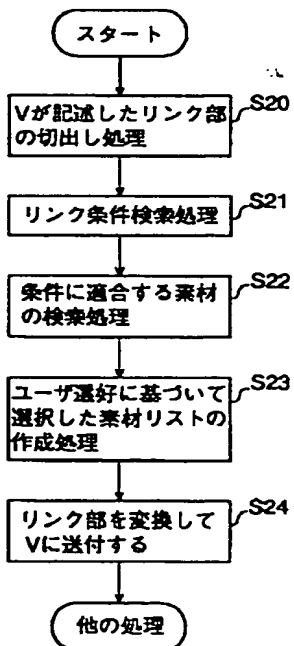 スタート
Vが記述したリンク部
の切出し処理
S20
リンク条件検索処理
S21
条件に適合する素材
の検索処理
S22
ユーザ選好に基づいて
選択した素材リストの
作成処理
S23
リンク部を変換して
Vに送付する
S24
他の処理